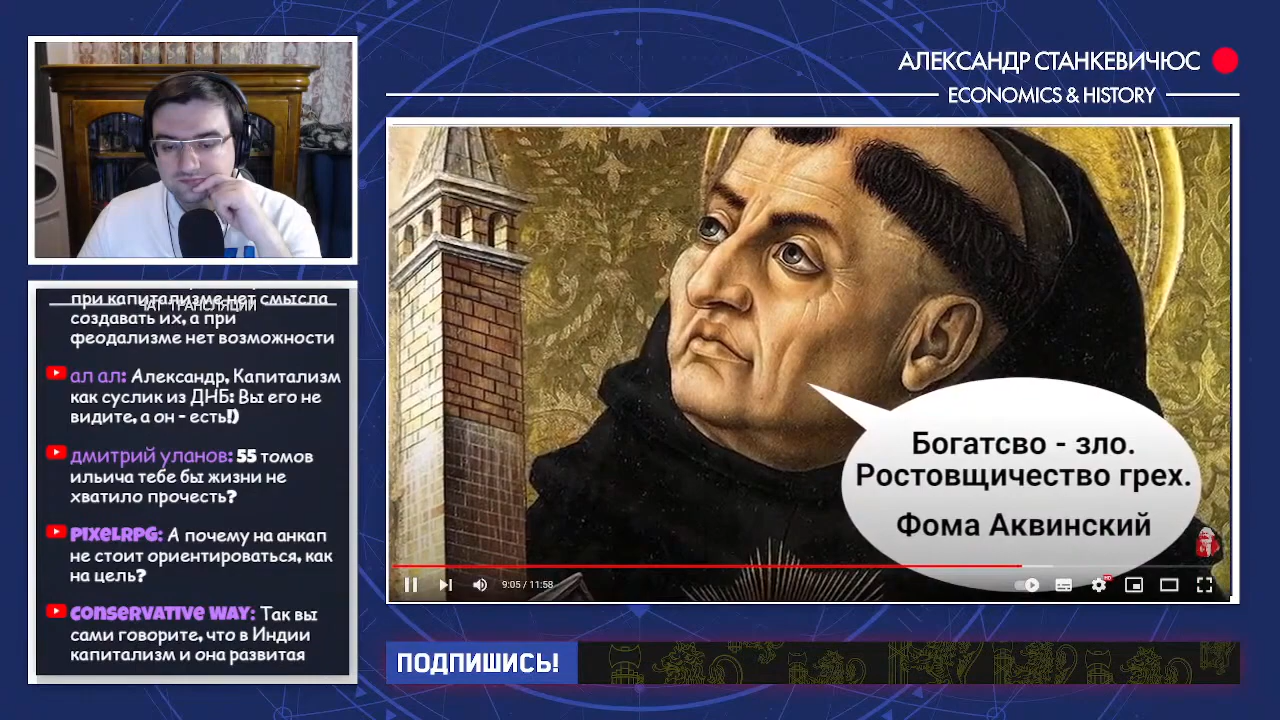 АЛЕКСАНДР СТАНКЕВИЧЮС
ECONOMICS & HISTORY
ЧАТ ТРАНСЛЯЦИИ
при капитализме нет смысла
создавать их, а при
феодализме нет возможности
ал ал: Александр, Капитализм
как суслик из ДНБ: Вы его не
видите, а он - есть!)
дмитрий уланов: 55 томов
ильича тебе бы жизни не
хватило прочесть?
PIXELRPG: А почему на анкап
не стоит ориентироваться, как
на цель?
CONSERVATIVE WAY: Так вы
сами говорите, что в Индии
капитализм и она развитая
Богатсво - зло.
Ростовщичество грех.
Фома Аквинский
9:05 / 11:58
HD
ПОДПИШИСЬ!